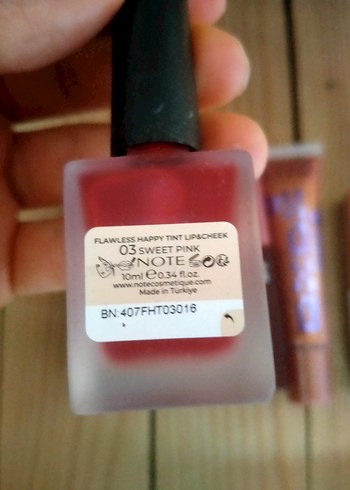 FLAWLESS HAPPY TINT LIP&CHEEK
03 SWEET PINK
NOTE
10ml e 0.34 fl.oz.
www.notecosmetique.com
Made in Türkiye
BN:407FHT03016